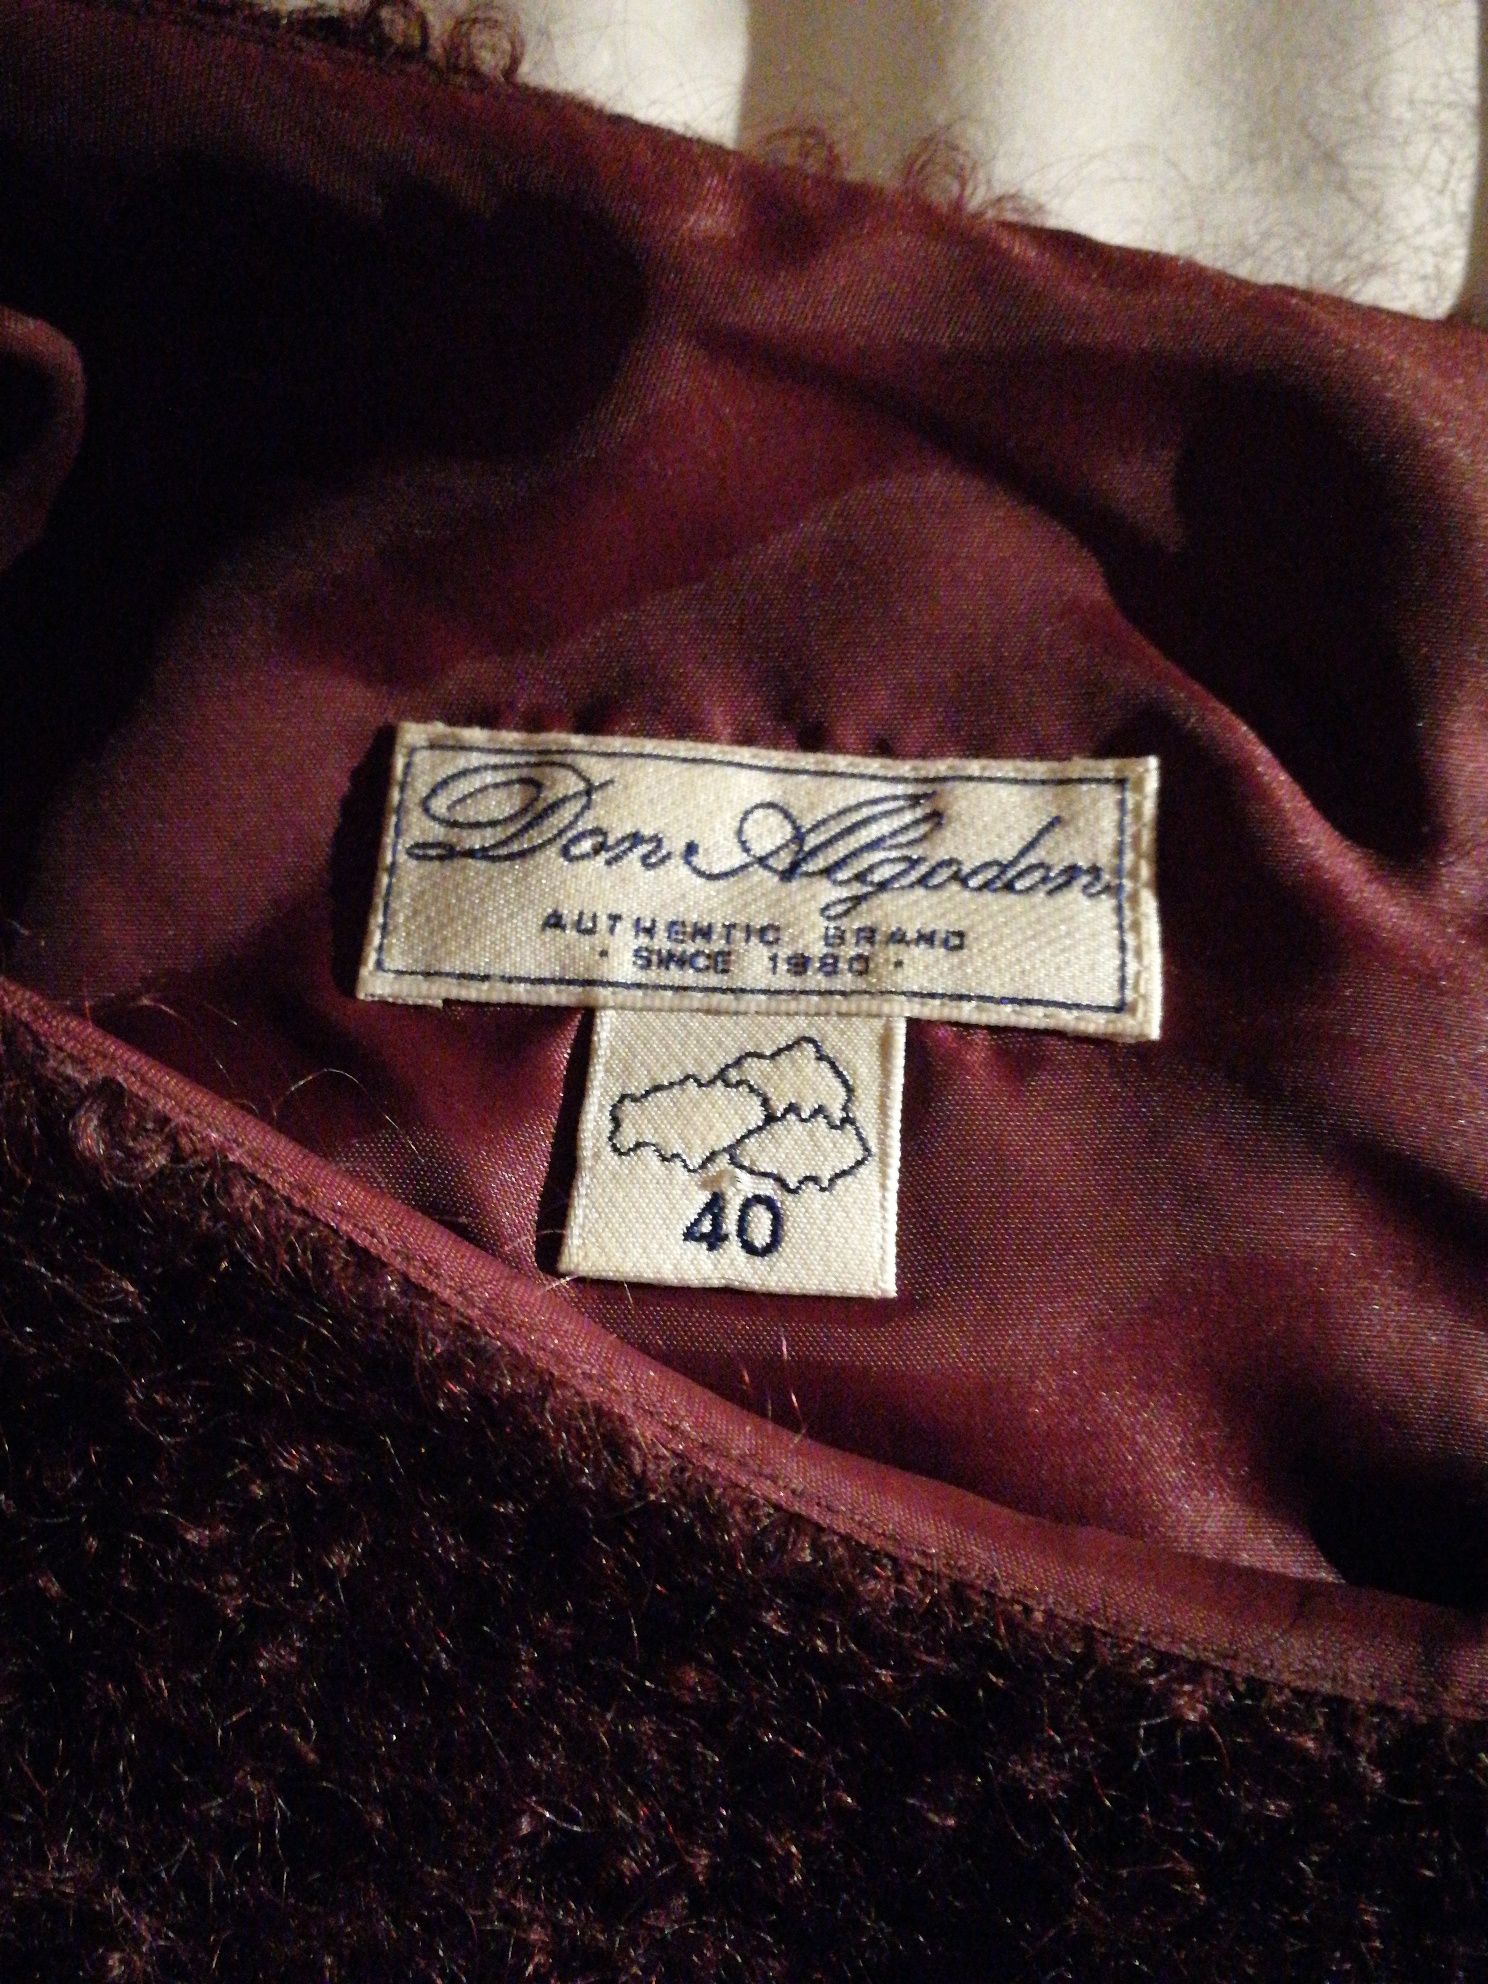 Don Algodon
AUTHENTIC BRAND
· SINCE 1980 ·
40